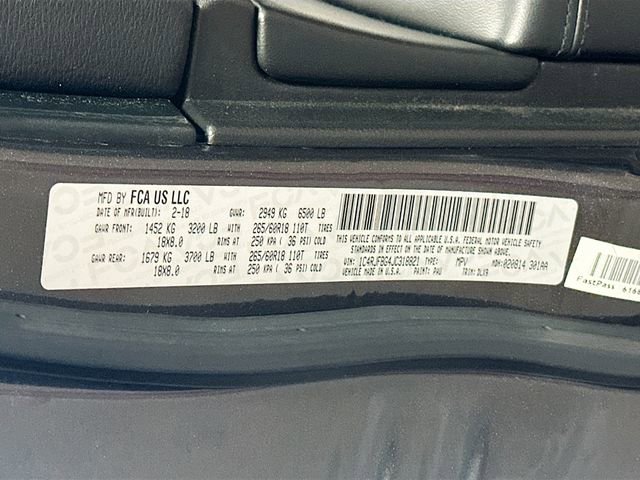 MFD BY FCA US LLC
DATE OF MFR(BUILT): 2-18 GVWR: 2949 KG 6500 LB
GAWR FRONT: 1452 KG 3200 LB WITH 265/60R18 110T TIRES
18X8.0 RIMS AT 250 KPA ( 36 PSI) COLD
GAWR REAR: 1679 KG 3700 LB WITH 265/60R18 110T TIRES
18X8.0 RIMS AT 250 KPA ( 36 PSI) COLD
THIS VEHICLE CONFORMS TO ALL APPLICABLE U.S.A. FEDERAL MOTOR VEHICLE SAFETY
STANDARDS IN EFFECT ON THE DATE OF MANUFACTURE SHOWN ABOVE.
VIN: 1C4RJFBG4JC318821 TYPE: MPV MDH:020814 301AA
VEHICLE MADE IN U.S.A. PAINT: PAU TRIM: DLX9
FastPass